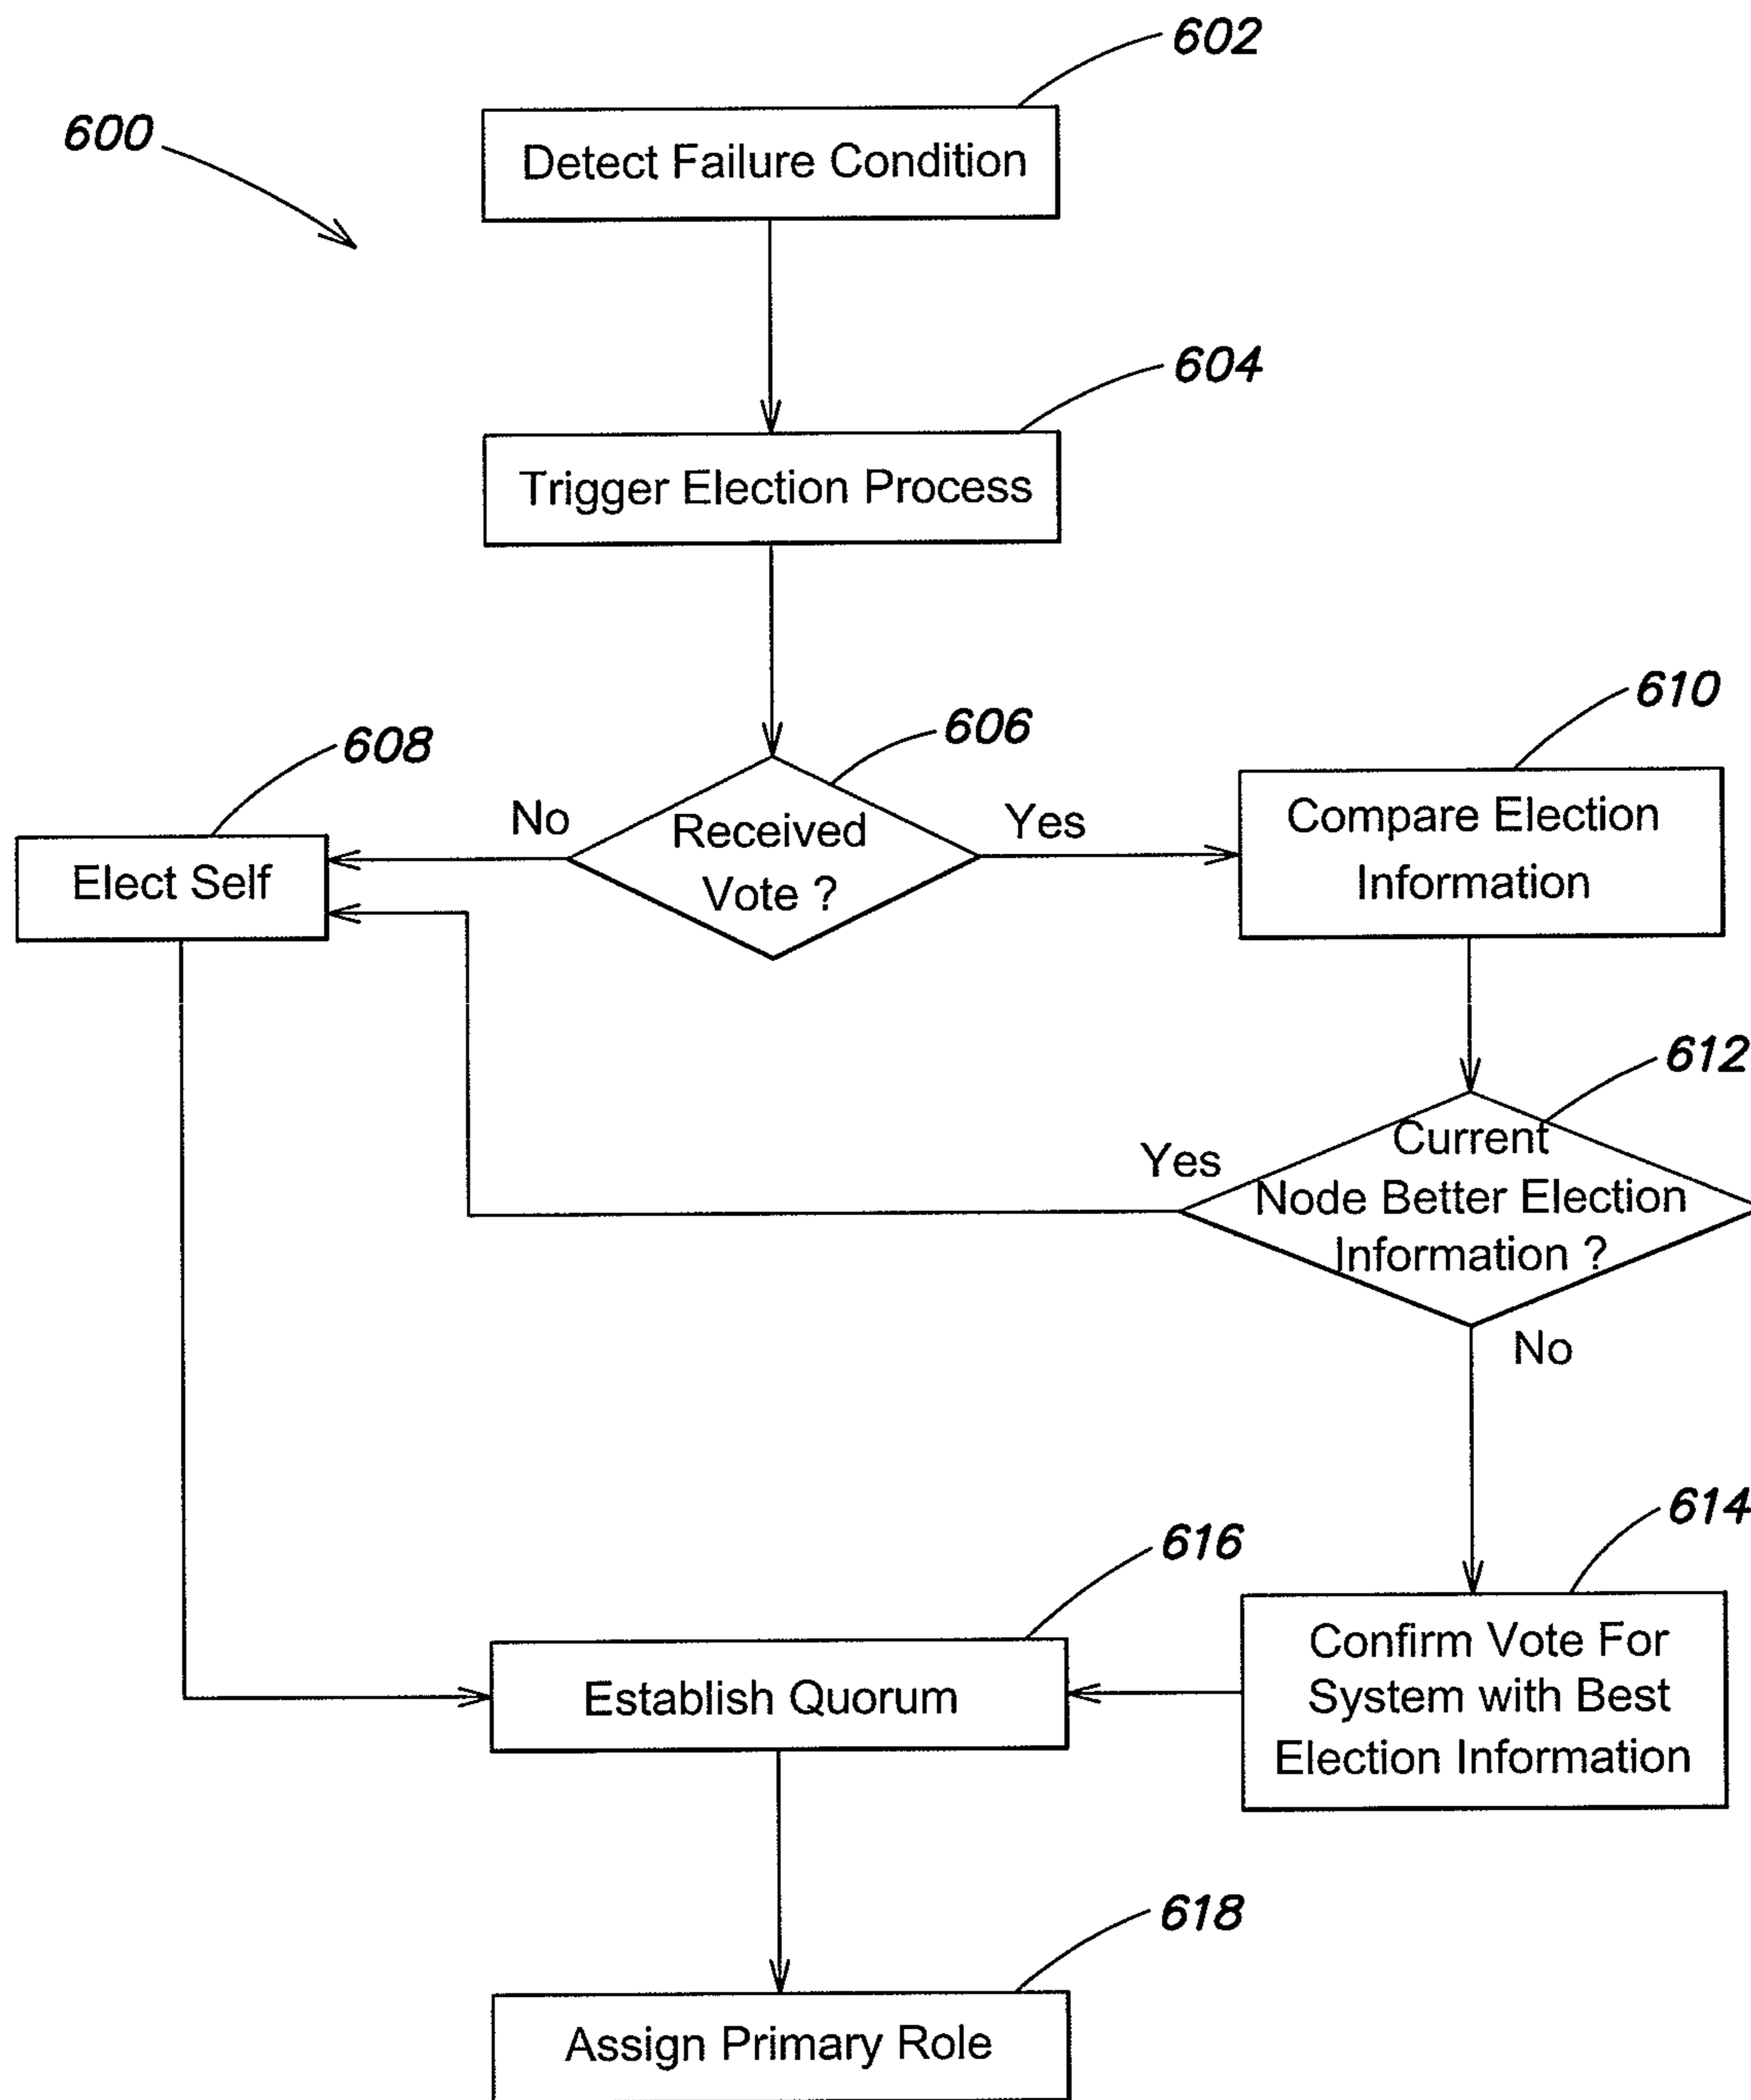 602
600
Detect Failure Condition
604
Trigger Election Process
610
606
608
No
Received
Vote ?
Yes
Compare Election
Information
Elect Self
612
Yes
Current
Node Better Election
Information ?
No
614
616
Confirm Vote For
System with Best
Election Information
Establish Quorum
618
Assign Primary Role